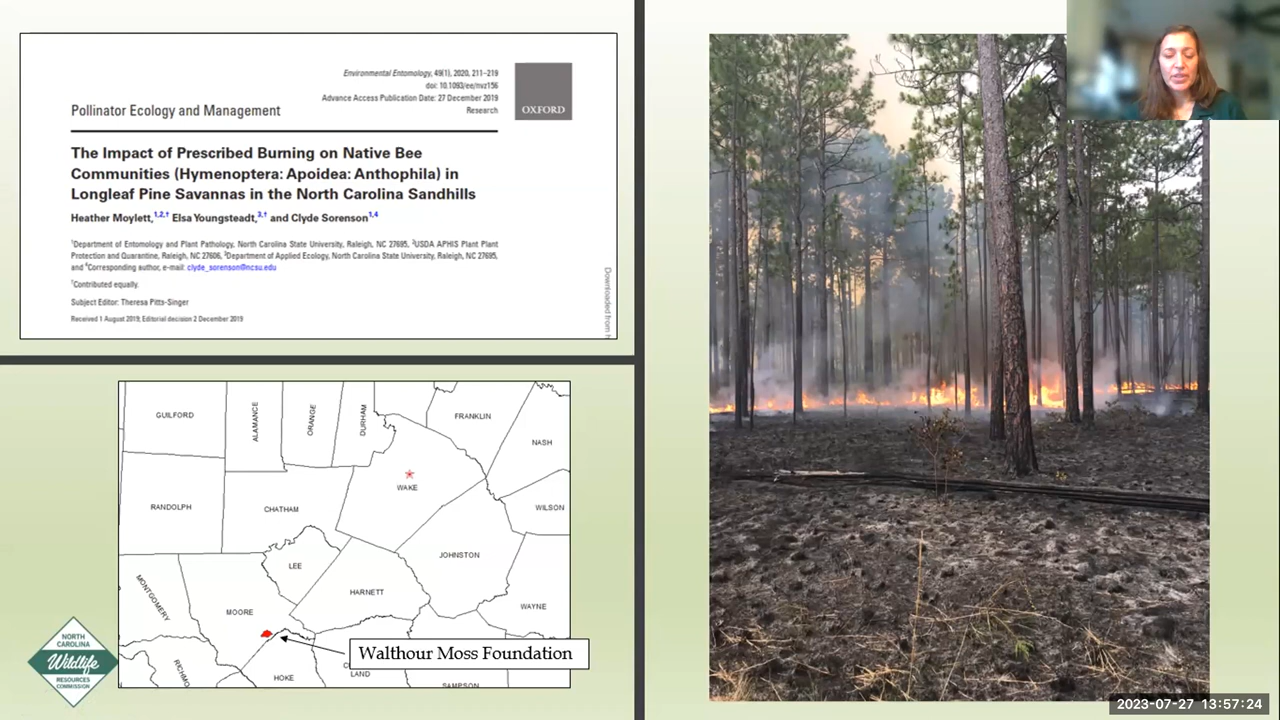 Environmental Entomology, 49(1), 2020, 211–219
doi: 10.1093/ee/nvz156
Advance Access Publication Date: 27 December 2019
Research
OXFORD
Pollinator Ecology and Management
The Impact of Prescribed Burning on Native Bee
Communities (Hymenoptera: Apoidea: Anthophila) in
Longleaf Pine Savannas in the North Carolina Sandhills
Heather Moylett,1,2,† Elsa Youngsteadt,3,† and Clyde Sorenson1,4
1Department of Entomology and Plant Pathology, North Carolina State University, Raleigh, NC 27695, 2USDA APHIS Plant Plant
Protection and Quarantine, Raleigh, NC 27606, 3Department of Applied Ecology, North Carolina State University, Raleigh, NC 27695,
and 4Corresponding author, e-mail: clyde_sorenson@ncsu.edu
†Contributed equally.
Subject Editor: Theresa Pitts-Singer
Received 1 August 2019; Editorial decision 2 December 2019
Downloaded from h
GUILFORD
ALAMANCE
ORANGE
DURHAM
FRANKLIN
NASH
WAKE
RANDOLPH
CHATHAM
WILSON
JOHNSTON
LEE
HARNETT
MONTGOMERY
MOORE
WAYNE
Walthour Moss Foundation
RICHMO
HOKE
LAND
SAMPSON
NORTH
CAROLINA
Wildlife
RESOURCES
COMMISSION
2023-07-27 13:57:24